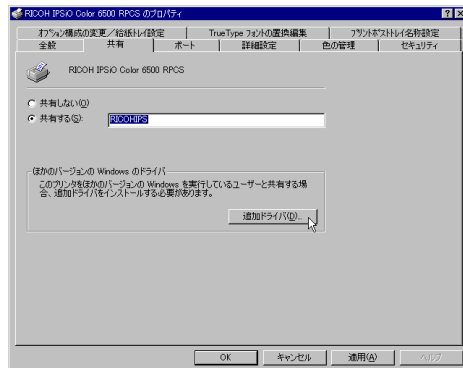 RICOH IPSiO Color 6500 RPCS のプロパティ
オプション構成の変更／給紙トレイ設定 TrueType フォントの置換編集 プリントポストトレイ名称設定
全般 共有 ポート 詳細設定 色の管理 セキュリティ
RICOH IPSiO Color 6500 RPCS
共有しない(O)
共有する(S): RICOHIPS
ほかのバージョンの Windows のドライバ
このプリンタをほかのバージョンの Windows を実行しているユーザーと共有する場
合、追加ドライバをインストールする必要があります。
追加ドライバ(D)...
OK キャンセル 適用(A) ヘルプ